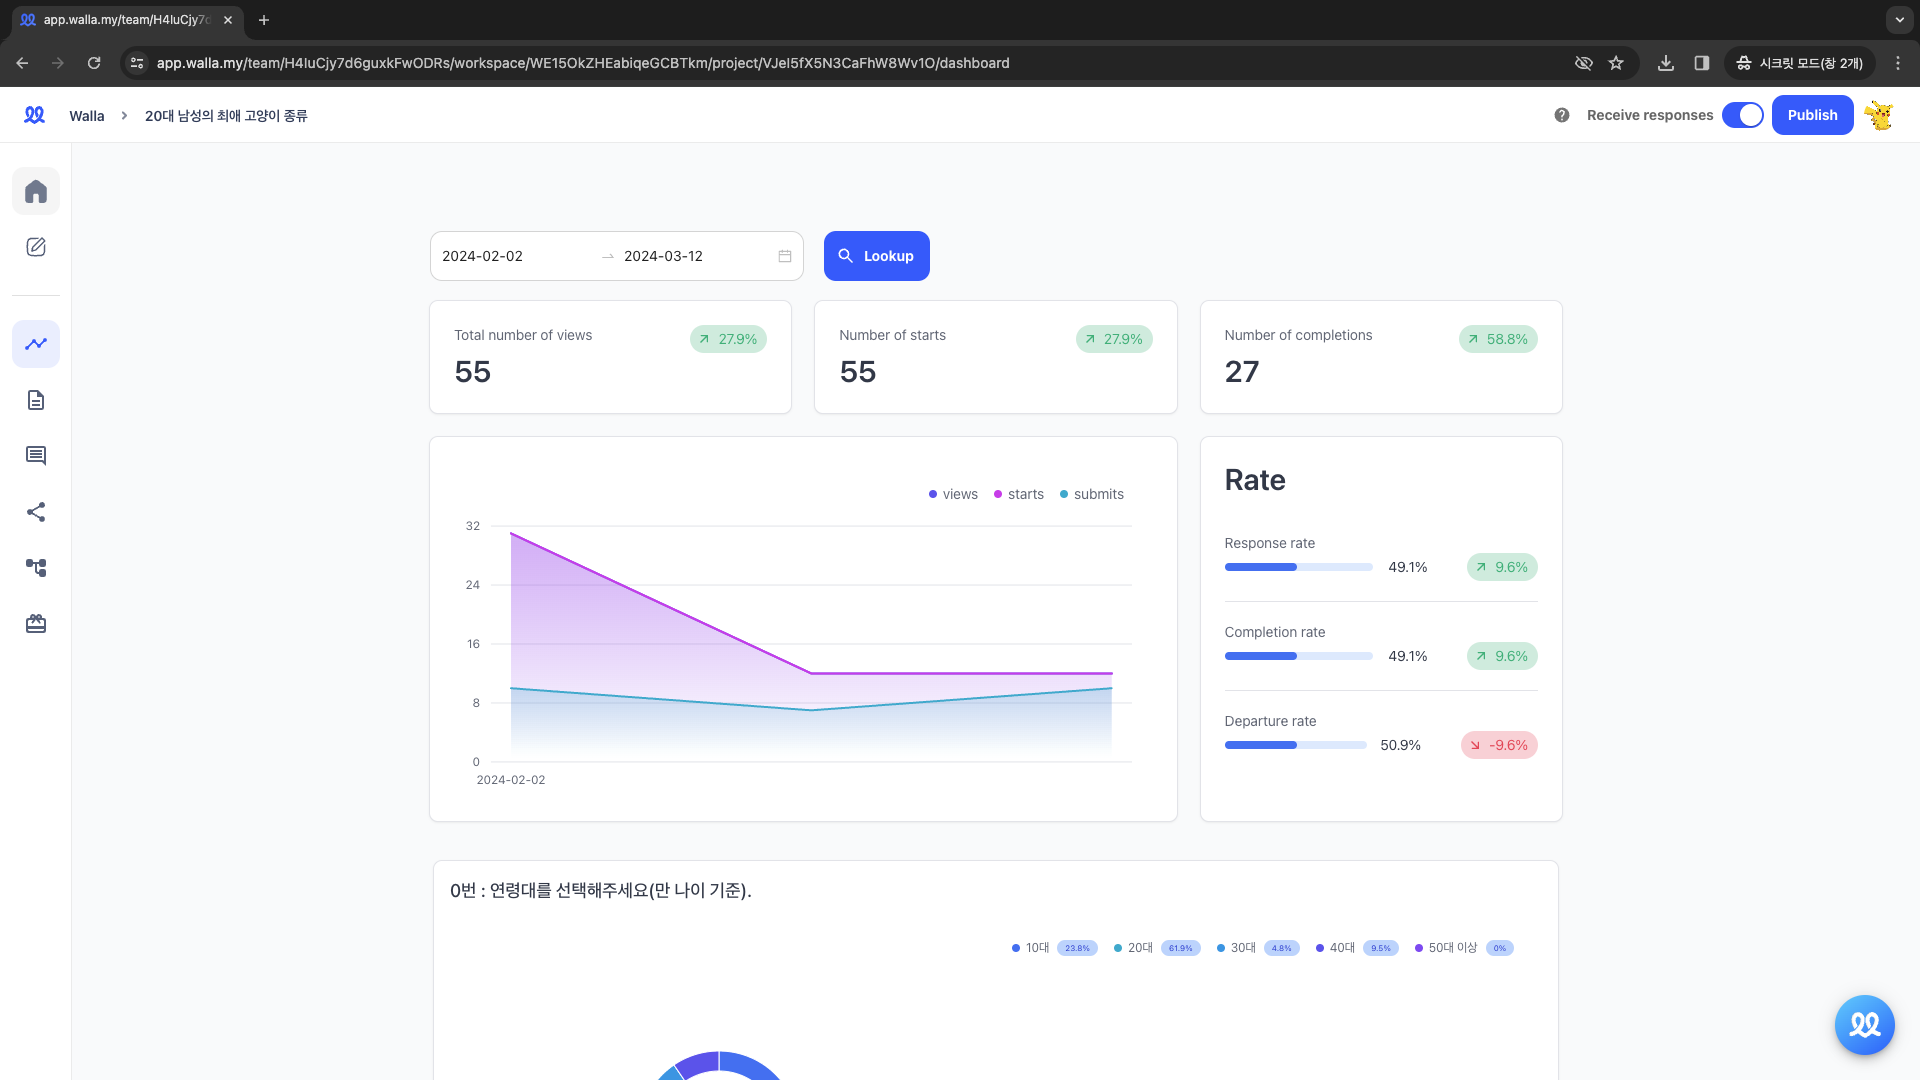 app.walla.my/team/H4IuCjy7d
app.walla.my/team/H4IuCjy7d6guxkFwODRs/workspace/WE15OkZHEabiqeGCBTkm/project/VJeI5fX5N3CaFhW8Wv1O/dashboard
시크릿 모드(창 2개)
Walla
20대 남성의 최애 고양이 종류
Receive responses
Publish
2024-02-02
2024-03-12
Lookup
Total number of views
27.9%
55
Number of starts
27.9%
55
Number of completions
58.8%
27
views starts submits
32
24
16
8
0
2024-02-02
Rate
Response rate
49.1%
9.6%
Completion rate
49.1%
9.6%
Departure rate
50.9%
-9.6%
0번 : 연령대를 선택해주세요(만 나이 기준).
10대 23.8% 20대 61.9% 30대 4.8% 40대 9.5% 50대 이상 0%